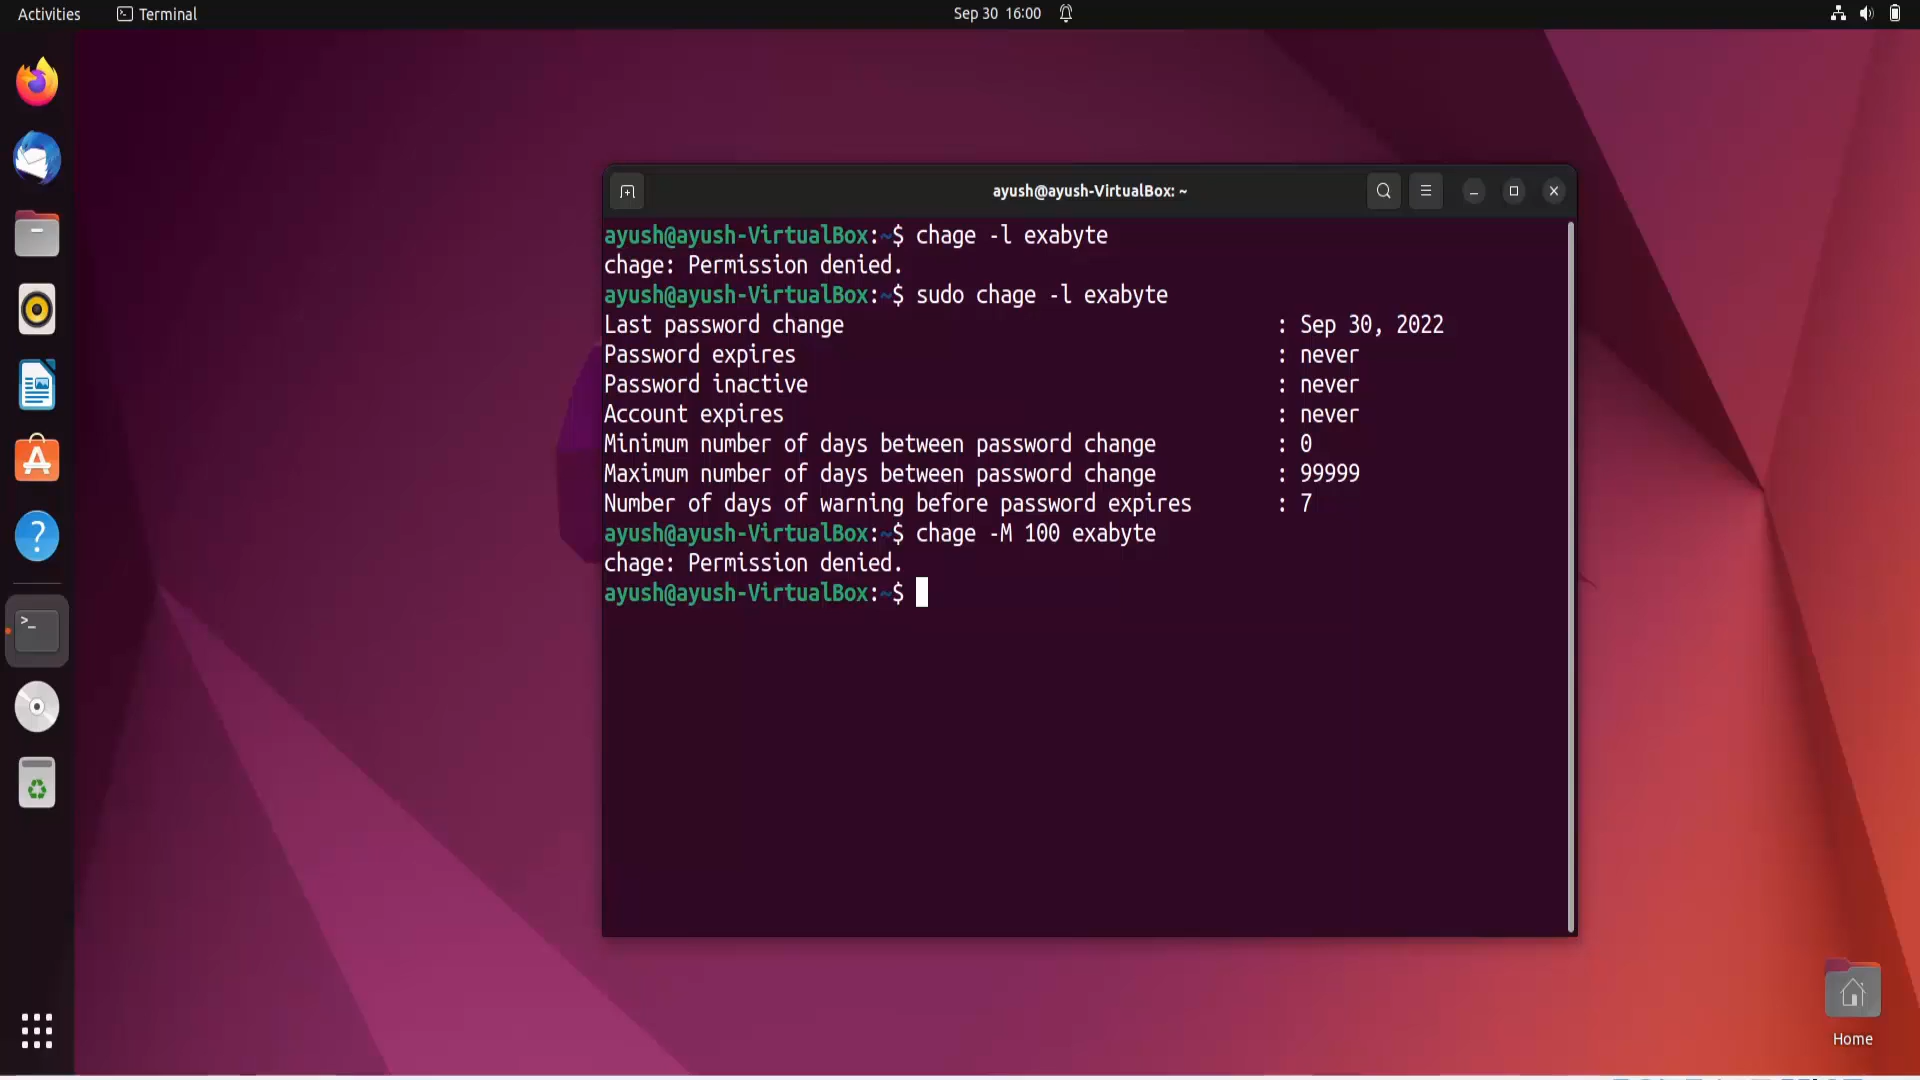 Activities Terminal Sep 30 16:00
ayush@ayush-VirtualBox: ~
ayush@ayush-VirtualBox:~$ chage -l exabyte
chage: Permission denied.
ayush@ayush-VirtualBox:~$ sudo chage -l exabyte
Last password change : Sep 30, 2022
Password expires : never
Password inactive : never
Account expires : never
Minimum number of days between password change : 0
Maximum number of days between password change : 99999
Number of days of warning before password expires : 7
ayush@ayush-VirtualBox:~$ chage -M 100 exabyte
chage: Permission denied.
ayush@ayush-VirtualBox:~$
Home